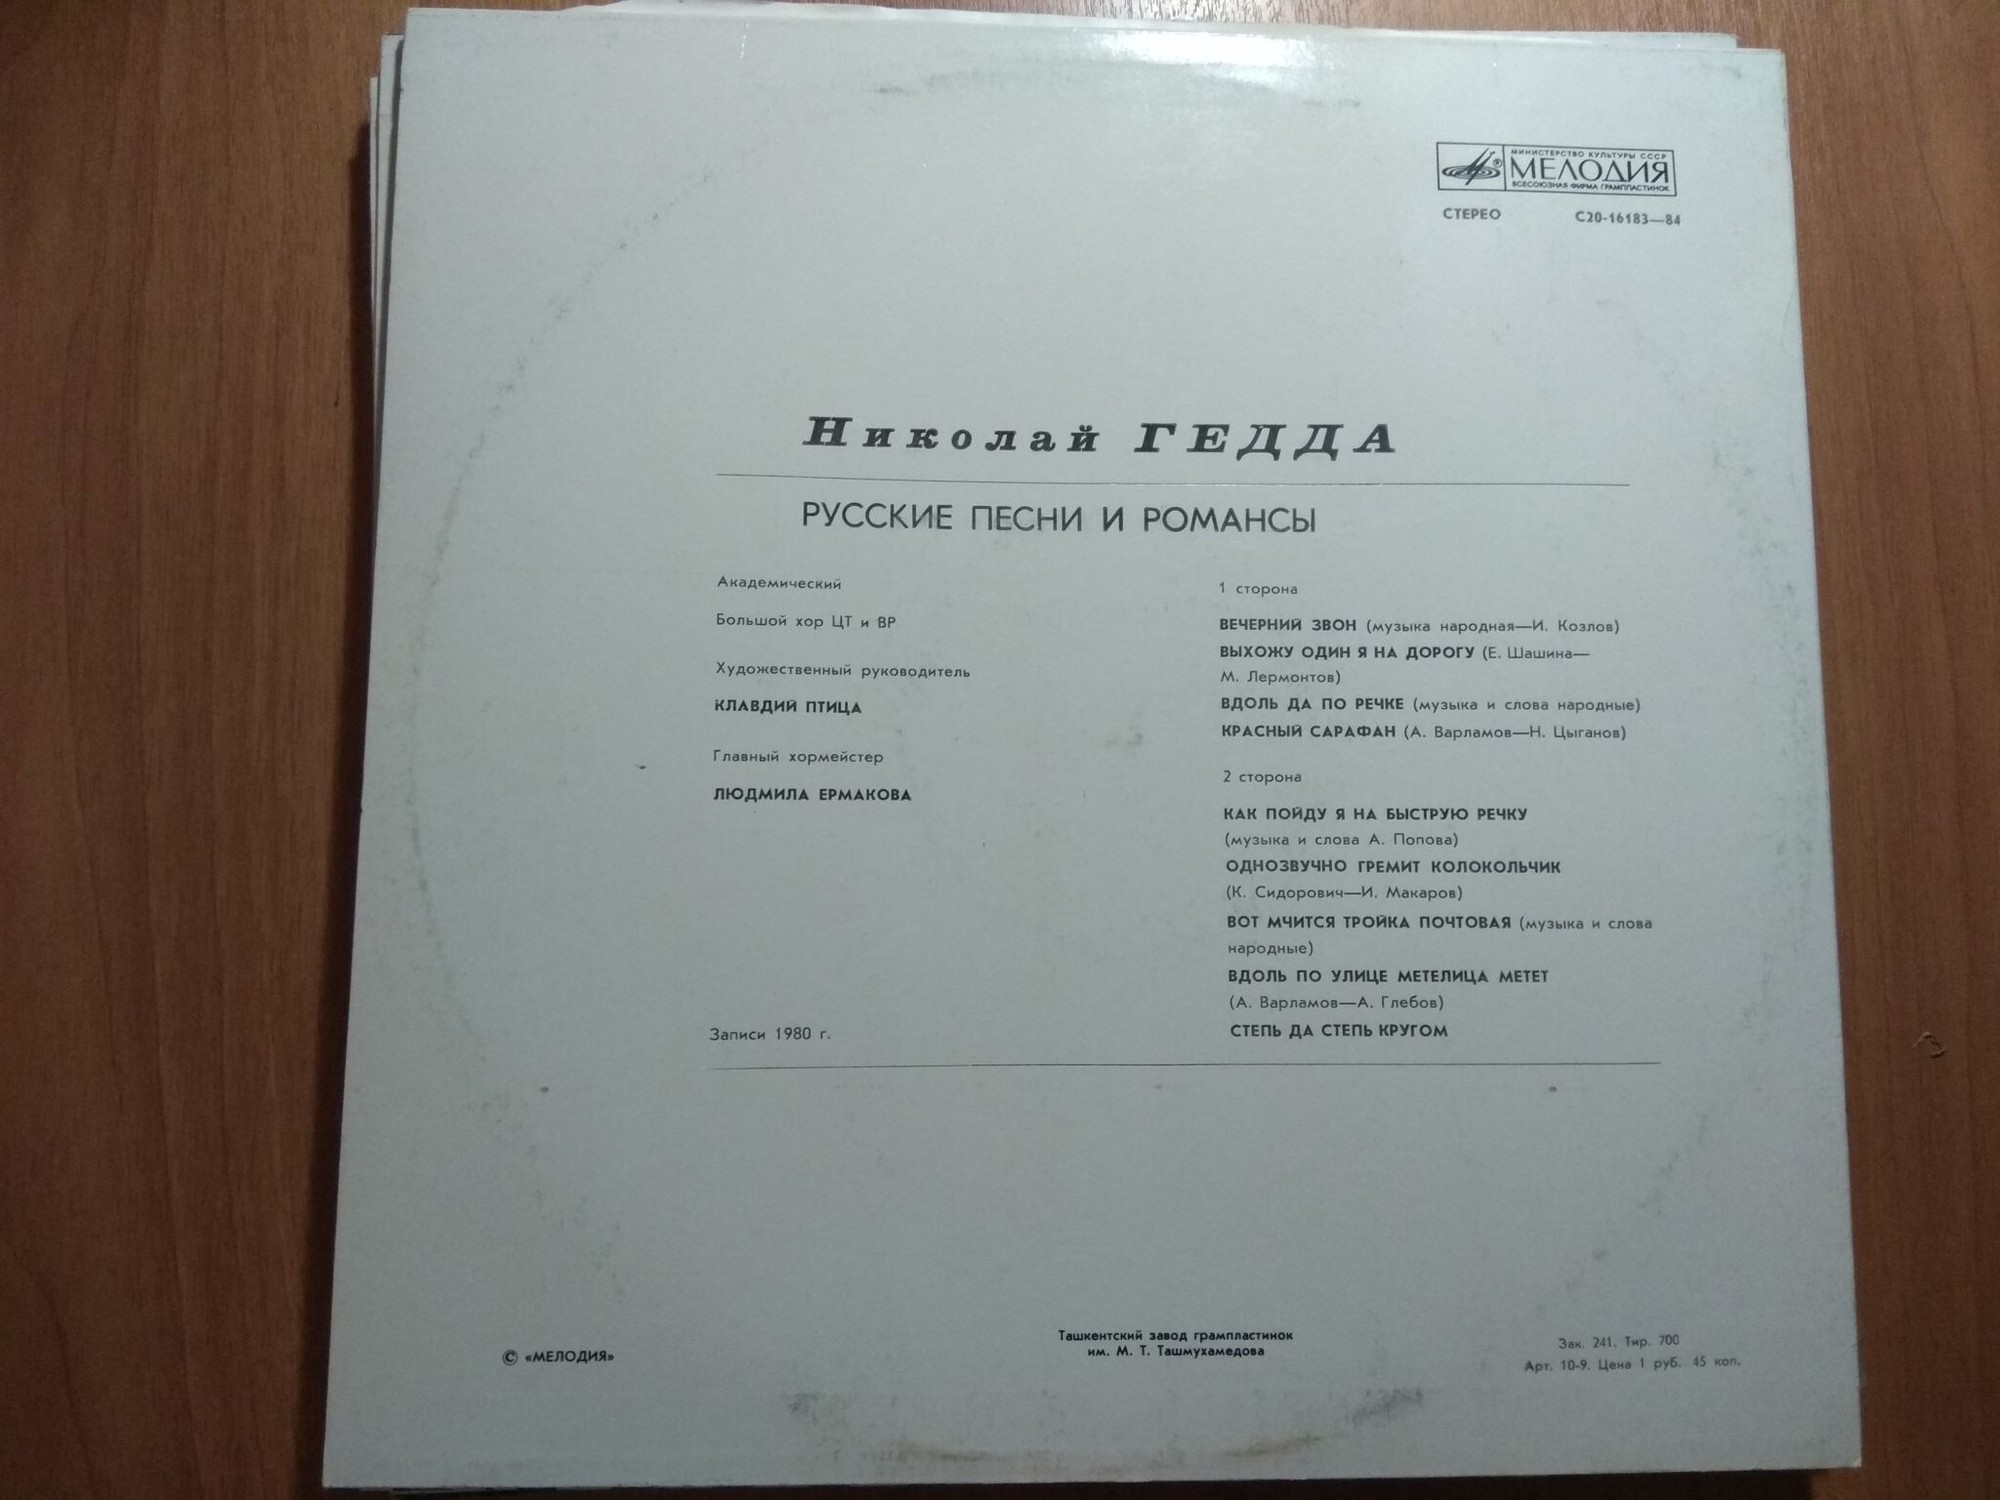 МИНИСТЕРСТВО КУЛЬТУРЫ СССР
МЕЛОДИЯ
ВСЕСОЮЗНАЯ ФИРМА ГРАМПЛАСТИНОК
СТЕРЕО С20-16183—84
Николай ГЕДДА
РУССКИЕ ПЕСНИ И РОМАНСЫ
Академический
Большой хор ЦТ и ВР
Художественный руководитель
КЛАВДИЙ ПТИЦА
Главный хормейстер
ЛЮДМИЛА ЕРМАКОВА
Записи 1980 г.
1 сторона
ВЕЧЕРНИЙ ЗВОН (музыка народная—И. Козлов)
ВЫХОЖУ ОДИН Я НА ДОРОГУ (Е. Шашина—
М. Лермонтов)
ВДОЛЬ ДА ПО РЕЧКЕ (музыка и слова народные)
КРАСНЫЙ САРАФАН (А. Варламов—Н. Цыганов)
2 сторона
КАК ПОЙДУ Я НА БЫСТРУЮ РЕЧКУ
(музыка и слова А. Попова)
ОДНОЗВУЧНО ГРЕМИТ КОЛОКОЛЬЧИК
(К. Сидорович—И. Макаров)
ВОТ МЧИТСЯ ТРОЙКА ПОЧТОВАЯ (музыка и слова
народные)
ВДОЛЬ ПО УЛИЦЕ МЕТЕЛИЦА МЕТЕТ
(А. Варламов—А. Глебов)
СТЕПЬ ДА СТЕПЬ КРУГОМ
© «МЕЛОДИЯ»
Ташкентский завод грампластинок
им. М. Т. Ташмухамедова
Зак. 241. Тир. 700
Арт. 10-9. Цена 1 руб. 45 коп.